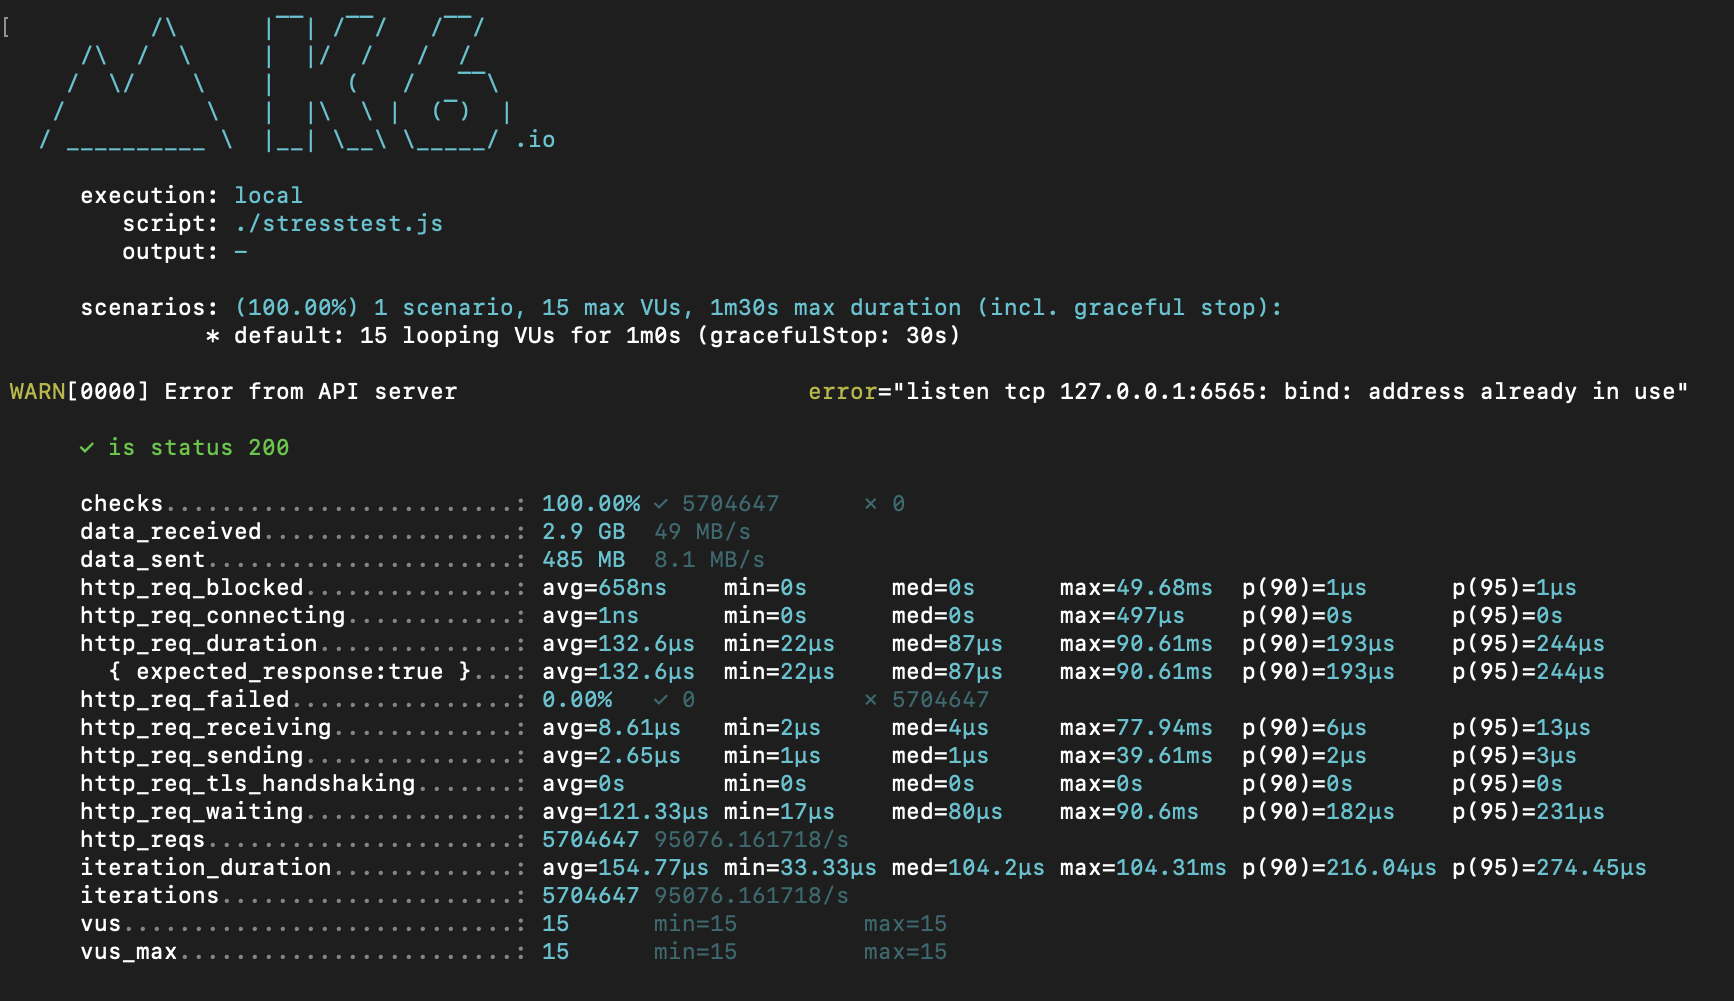 [
          /\      |‾‾| /‾‾/   /‾‾/
     /\  /  \     |  |/  /   /  /
    /  \/    \    |     (   /   ‾‾\
   /          \   |  |\  \ |  (‾)  |
  / __________ \  |__| \__\ \_____/ .io
execution: local
script: ./stresstest.js
output: -
scenarios: (100.00%) 1 scenario, 15 max VUs, 1m30s max duration (incl. graceful stop):
* default: 15 looping VUs for 1m0s (gracefulStop: 30s)
WARN[0000] Error from API server error="listen tcp 127.0.0.1:6565: bind: address already in use"
✓ is status 200
checks.........................: 100.00% ✓ 5704647 ✗ 0
data_received..................: 2.9 GB 49 MB/s
data_sent......................: 485 MB 8.1 MB/s
http_req_blocked...............: avg=658ns min=0s med=0s max=49.68ms p(90)=1µs p(95)=1µs
http_req_connecting............: avg=1ns min=0s med=0s max=497µs p(90)=0s p(95)=0s
http_req_duration..............: avg=132.6µs min=22µs med=87µs max=90.61ms p(90)=193µs p(95)=244µs
{ expected_response:true }...: avg=132.6µs min=22µs med=87µs max=90.61ms p(90)=193µs p(95)=244µs
http_req_failed................: 0.00% ✓ 0 ✗ 5704647
http_req_receiving.............: avg=8.61µs min=2µs med=4µs max=77.94ms p(90)=6µs p(95)=13µs
http_req_sending...............: avg=2.65µs min=1µs med=1µs max=39.61ms p(90)=2µs p(95)=3µs
http_req_tls_handshaking.......: avg=0s min=0s med=0s max=0s p(90)=0s p(95)=0s
http_req_waiting...............: avg=121.33µs min=17µs med=80µs max=90.6ms p(90)=182µs p(95)=231µs
http_reqs......................: 5704647 95076.161718/s
iteration_duration.............: avg=154.77µs min=33.33µs med=104.2µs max=104.31ms p(90)=216.04µs p(95)=274.45µs
iterations.....................: 5704647 95076.161718/s
vus............................: 15 min=15 max=15
vus_max........................: 15 min=15 max=15